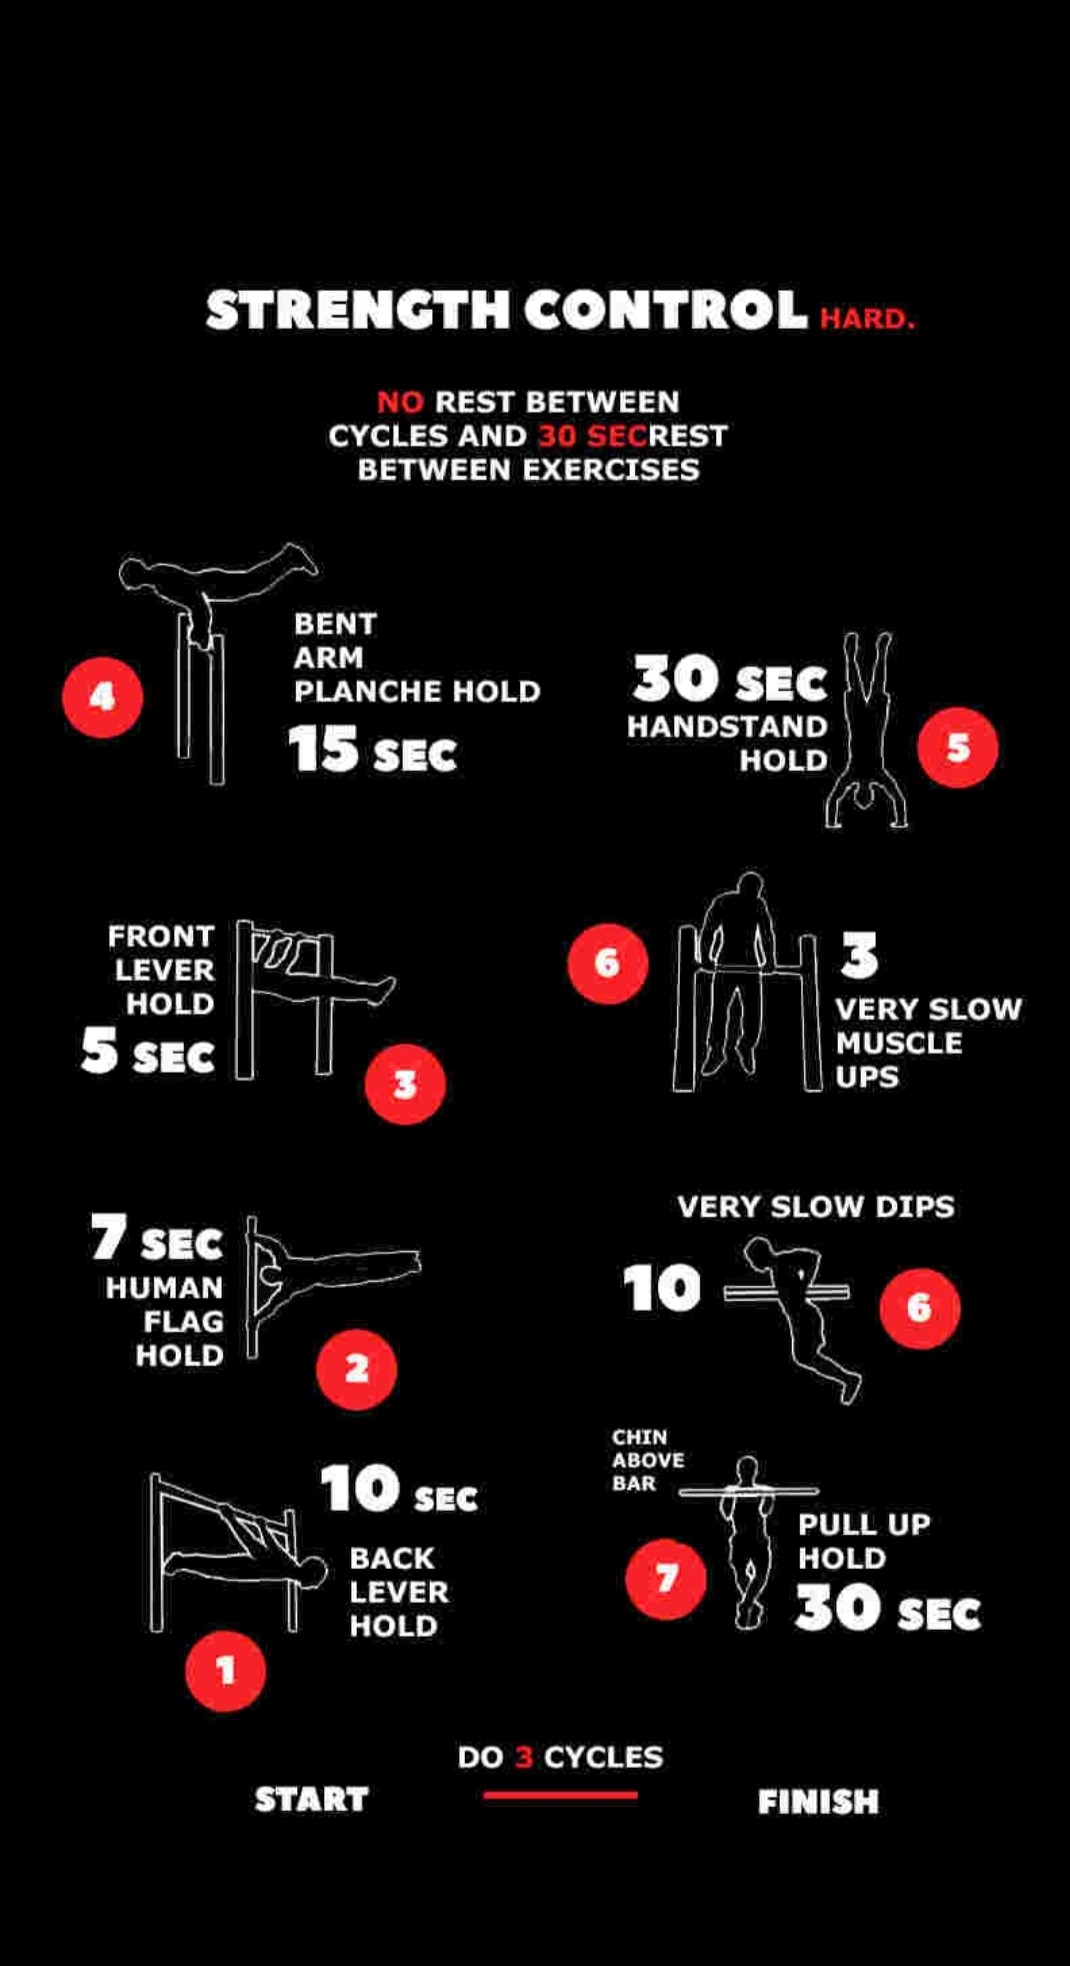 STRENGTH CONTROL HARD.
NO REST BETWEEN
CYCLES AND 30 SECREST
BETWEEN EXERCISES
4
BENT
ARM
PLANCHE HOLD
15 SEC
30 SEC
HANDSTAND
HOLD
5
FRONT
LEVER
HOLD
5 SEC
3
6
3
VERY SLOW
MUSCLE
UPS
7 SEC
HUMAN
FLAG
HOLD
2
VERY SLOW DIPS
10
6
10 SEC
BACK
LEVER
HOLD
1
CHIN
ABOVE
BAR
7
PULL UP
HOLD
30 SEC
DO 3 CYCLES
START
FINISH